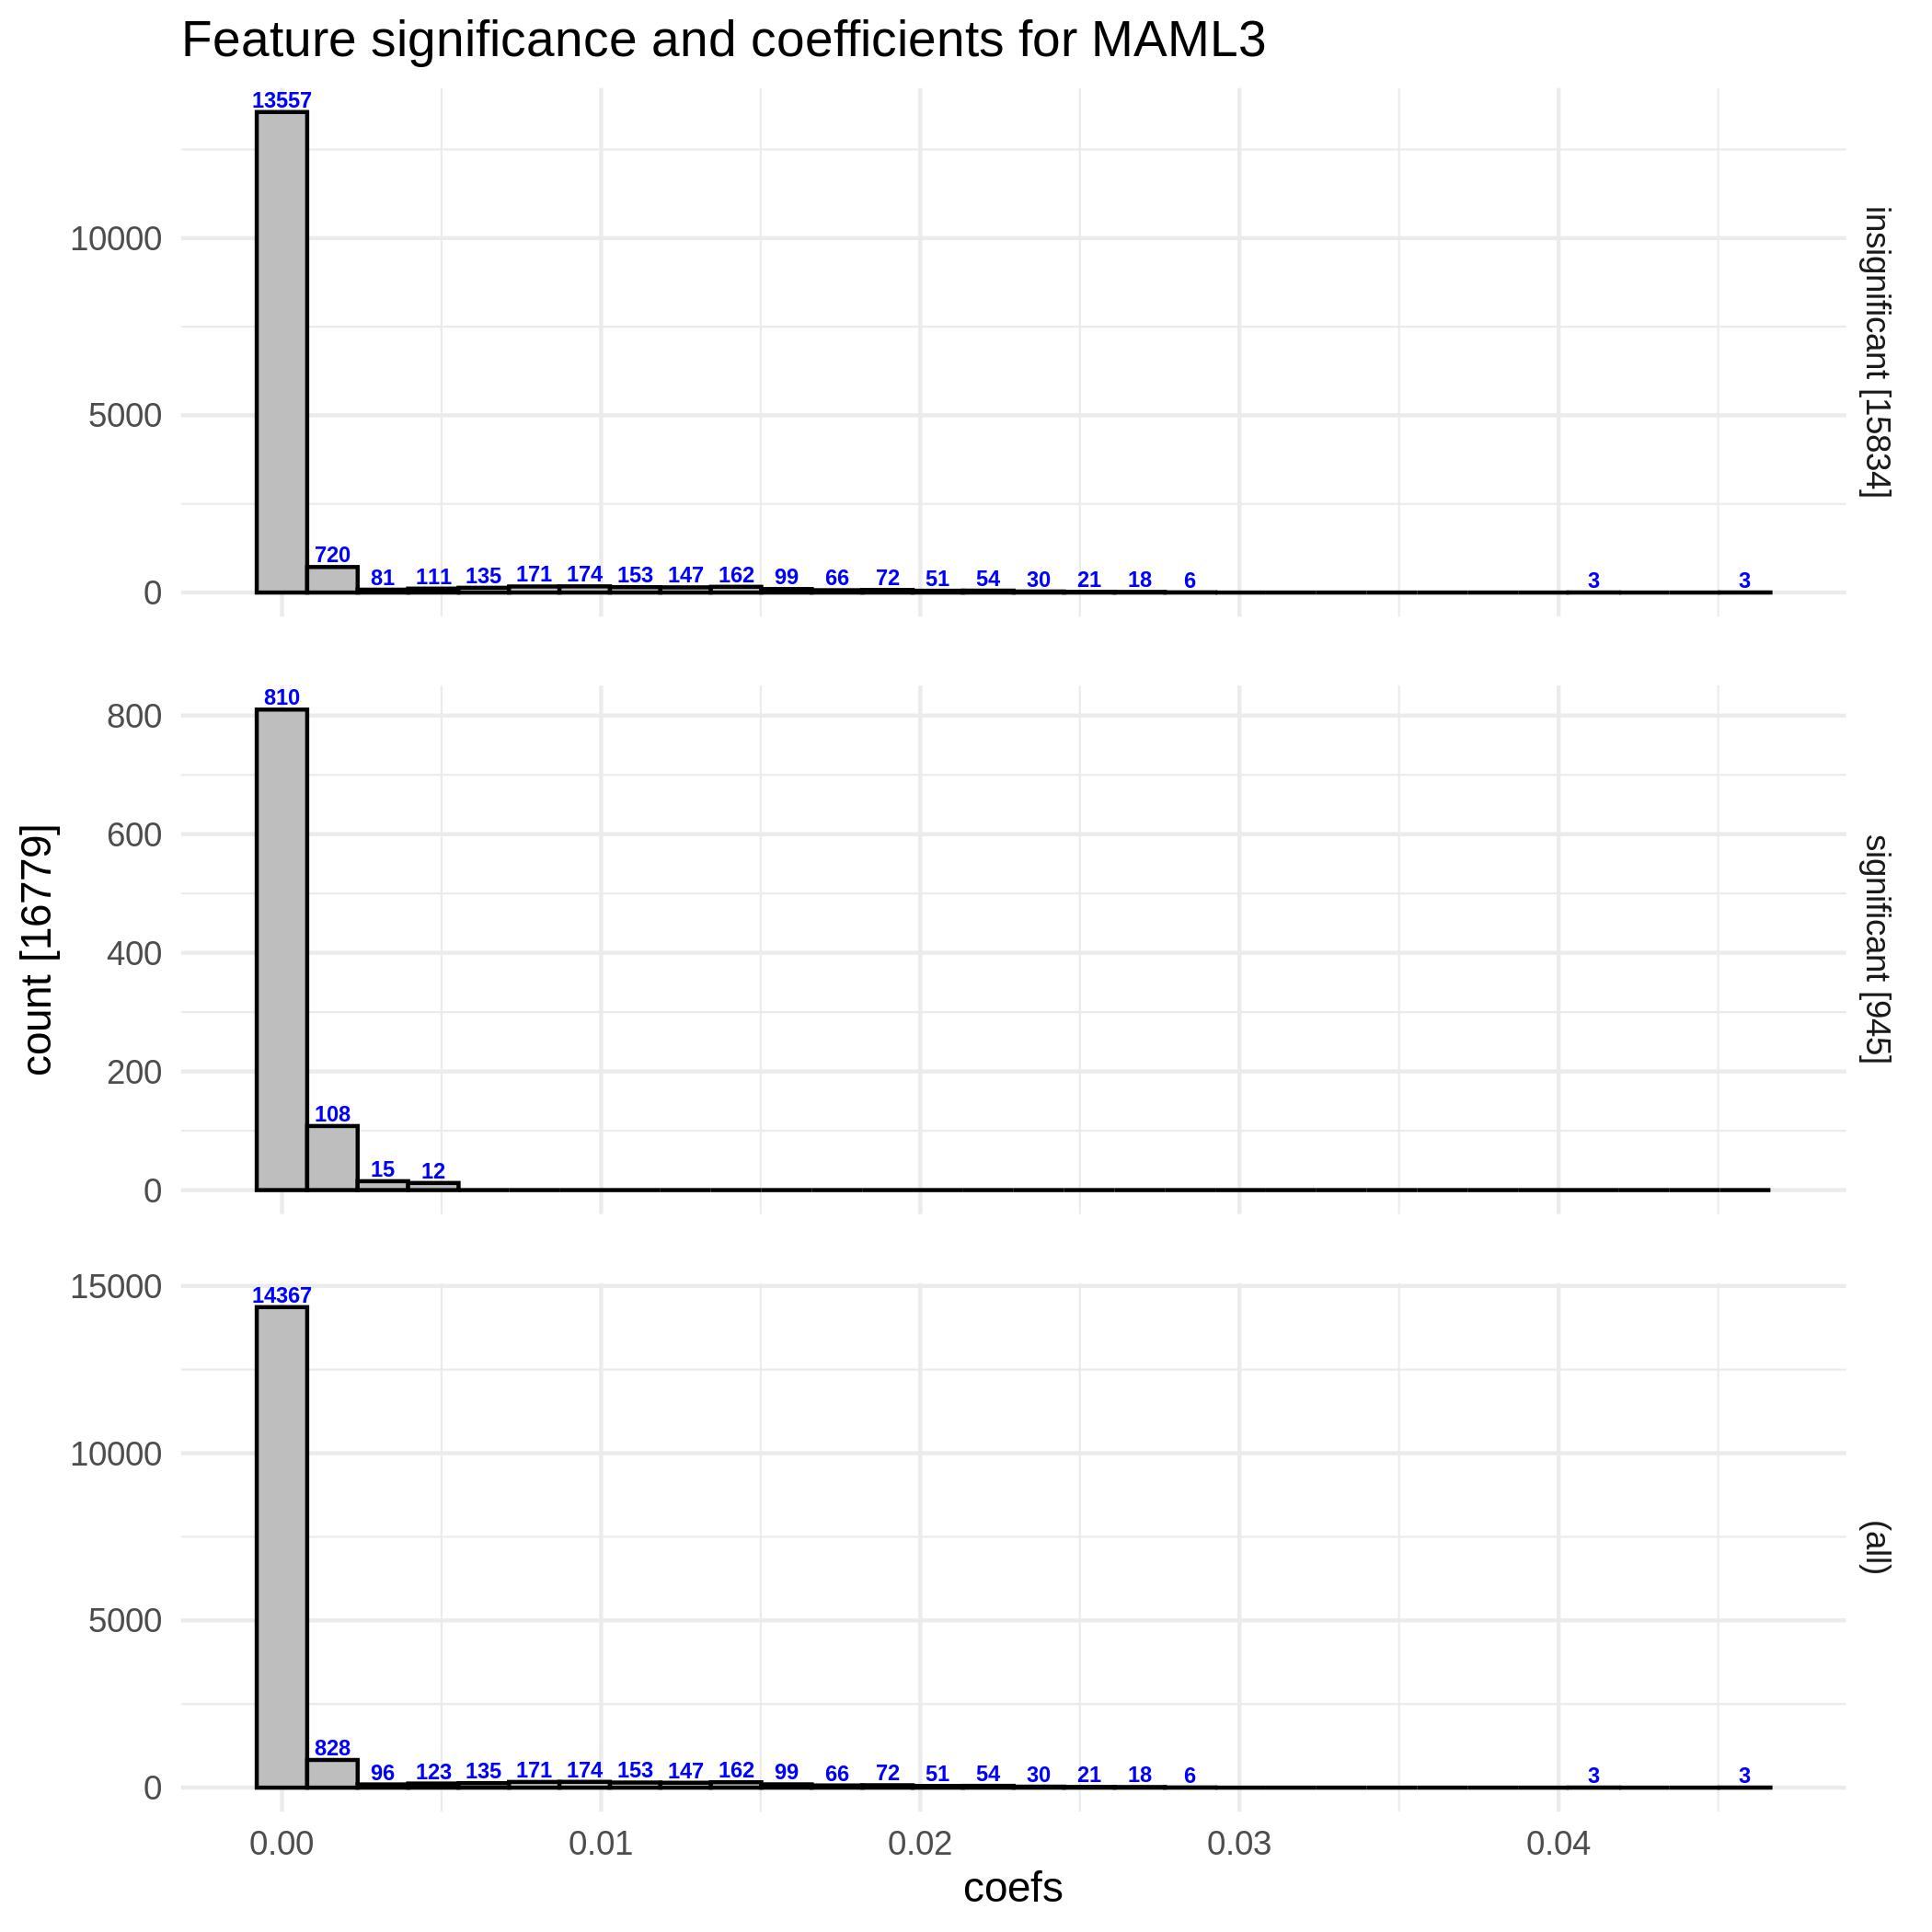 Feature significance and coefficients for MAML3
13557
720 81 111 135 171 174 153 147 162 99 66 72 51 54 30 21 18 6 3 3
10000
5000
0
insignificant [15834]
810
108 15 12
800
600
400
200
0
significant [945]
count [16779]
14367
828 96 123 135 171 174 153 147 162 99 66 72 51 54 30 21 18 6 3 3
15000
10000
5000
0
(all)
0.00 0.01 0.02 0.03 0.04
coefs